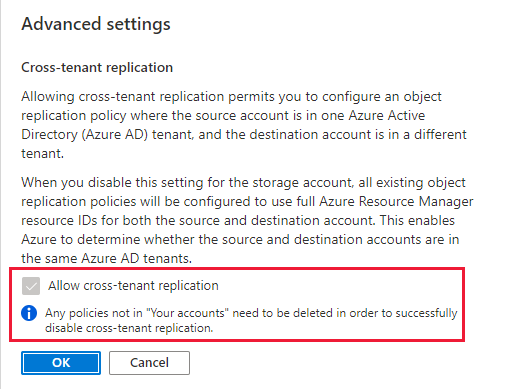 Advanced settings
Cross-tenant replication
Allowing cross-tenant replication permits you to configure an object
replication policy where the source account is in one Azure Active
Directory (Azure AD) tenant, and the destination account is in a different
tenant.
When you disable this setting for the storage account, all existing object
replication policies will be configured to use full Azure Resource Manager
resource IDs for both the source and destination account. This enables
Azure to determine whether the source and destination accounts are in
the same Azure AD tenants.
Allow cross-tenant replication
Any policies not in "Your accounts" need to be deleted in order to successfully
disable cross-tenant replication.
OK Cancel